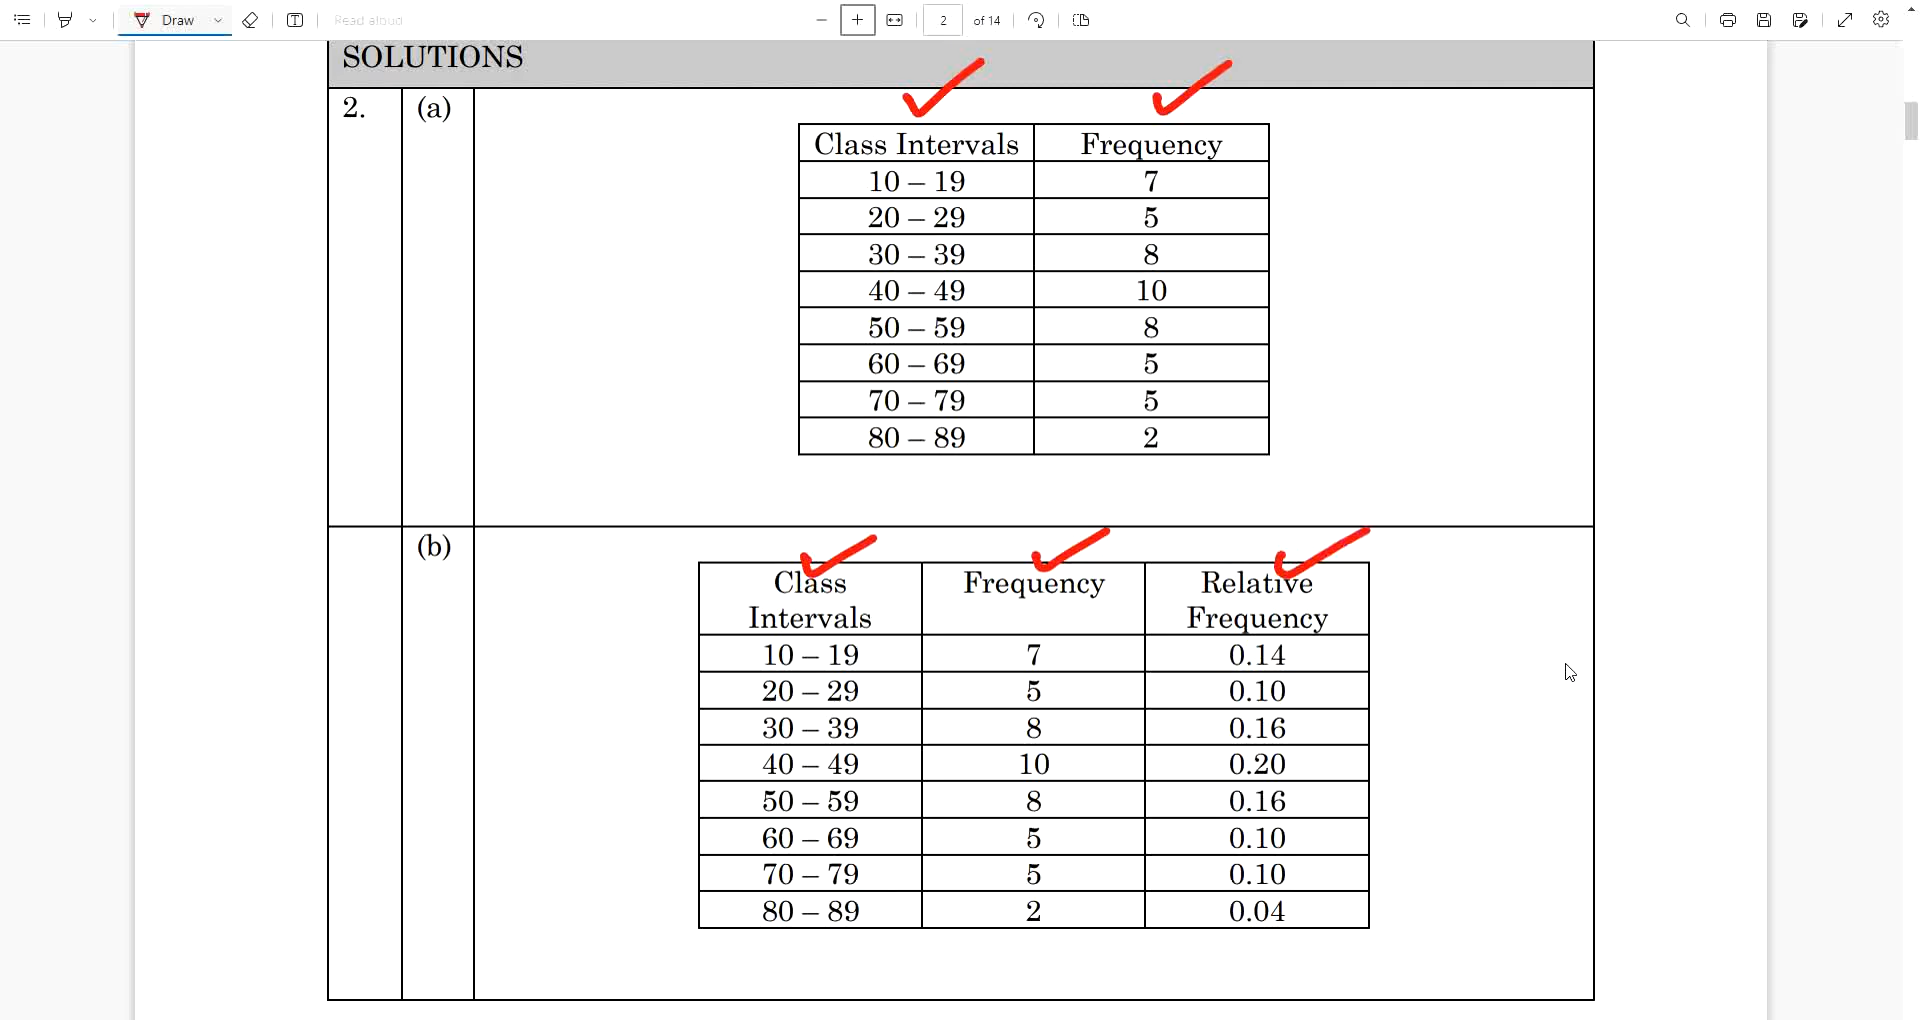 Draw
Read aloud
2
of 14
SOLUTIONS
2.
(a)
Class Intervals Frequency
10 – 19 7
20 – 29 5
30 – 39 8
40 – 49 10
50 – 59 8
60 – 69 5
70 – 79 5
80 – 89 2
(b)
Class Intervals Frequency Relative Frequency
10 – 19 7 0.14
20 – 29 5 0.10
30 – 39 8 0.16
40 – 49 10 0.20
50 – 59 8 0.16
60 – 69 5 0.10
70 – 79 5 0.10
80 – 89 2 0.04